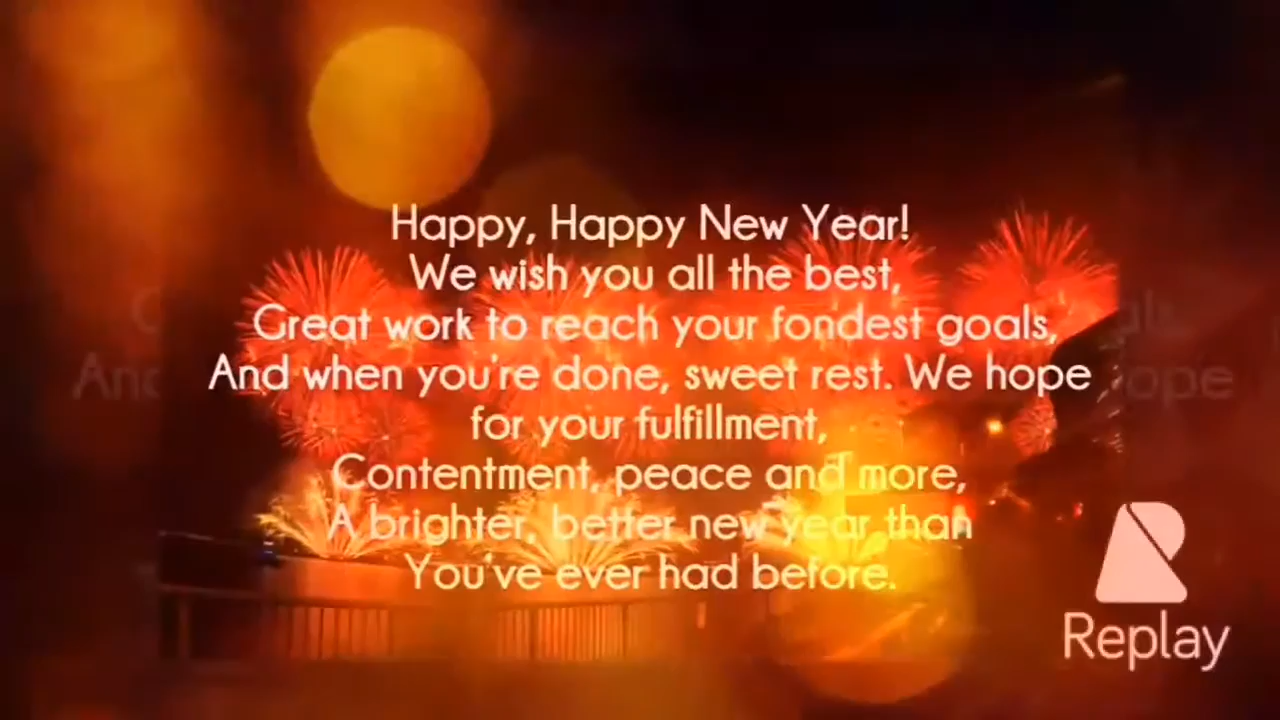 Happy, Happy New Year!
We wish you all the best,
Great work to reach your fondest goals,
And when you're done, sweet rest. We hope
for your fulfillment,
Contentment, peace and more,
A brighter, better new year than
You've ever had before.
Replay